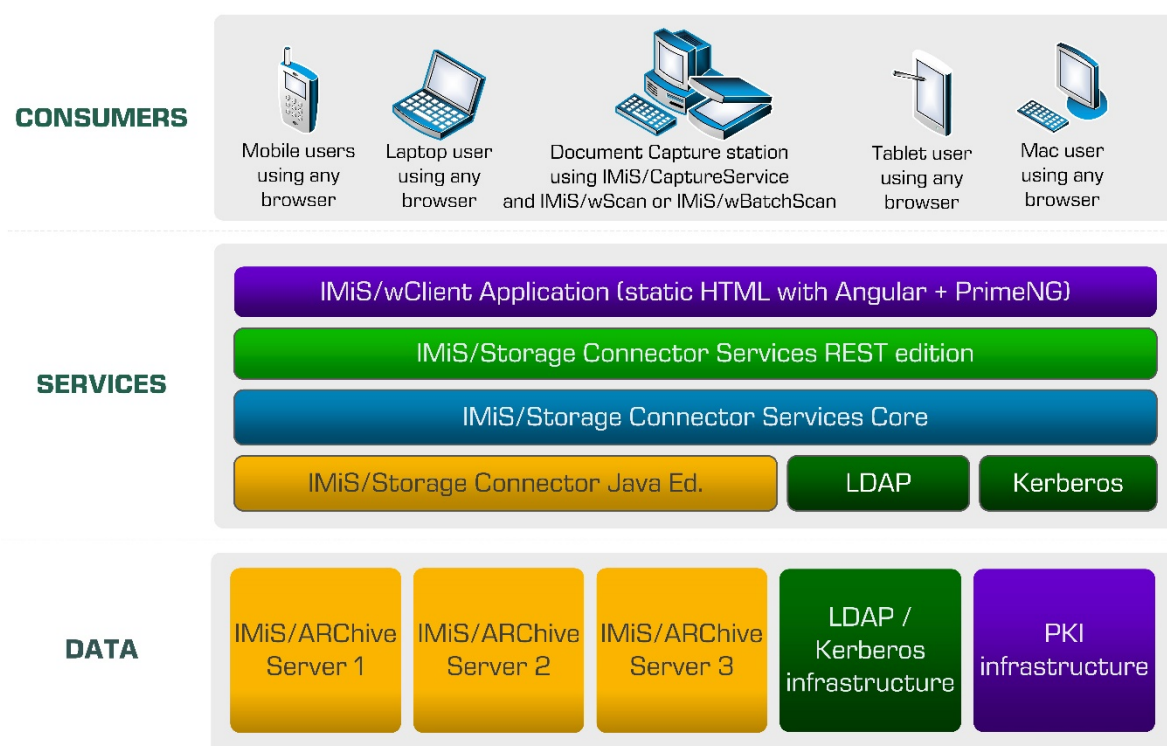 CONSUMERS
Mobile users
using any
browser
Laptop user
using any
browser
Document Capture station
using IMiS/CaptureService
and IMiS/wScan or IMiS/wBatchScan
Tablet user
using any
browser
Mac user
using any
browser
SERVICES
IMiS/wClient Application (static HTML with Angular + PrimeNG)
IMiS/Storage Connector Services REST edition
IMiS/Storage Connector Services Core
IMiS/Storage Connector Java Ed.
LDAP
Kerberos
DATA
IMiS/ARChive
Server 1
IMiS/ARChive
Server 2
IMiS/ARChive
Server 3
LDAP /
Kerberos
infrastructure
PKI
infrastructure